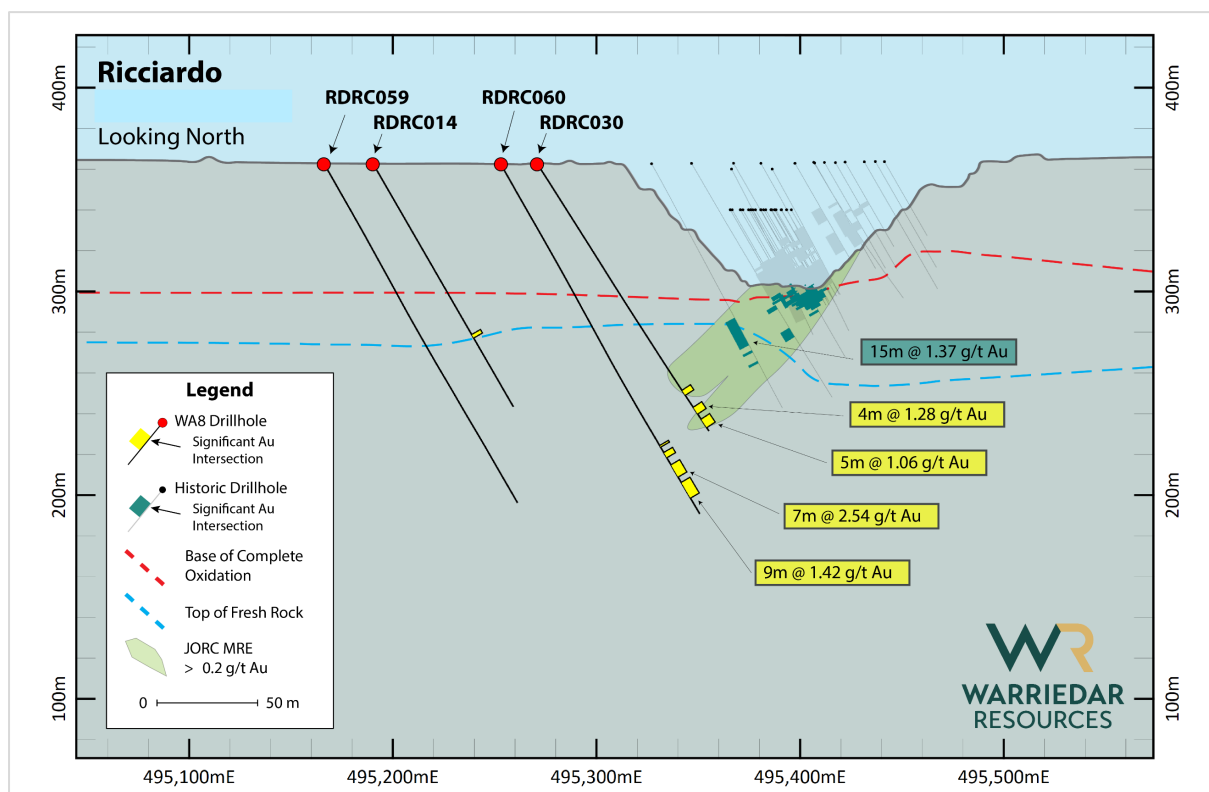 Ricciardo
Looking North
RDRC059
RDRC014
RDRC060
RDRC030
400m
300m
200m
100m
400m
300m
200m
100m
15m @ 1.37 g/t Au
4m @ 1.28 g/t Au
5m @ 1.06 g/t Au
7m @ 2.54 g/t Au
9m @ 1.42 g/t Au
Legend
WA8 Drillhole
Significant Au
Intersection
Historic Drillhole
Significant Au
Intersection
Base of Complete
Oxidation
Top of Fresh Rock
JORC MRE
> 0.2 g/t Au
0 50 m
WR
WARRIEDAR
RESOURCES
495,100mE
495,200mE
495,300mE
495,400mE
495,500mE